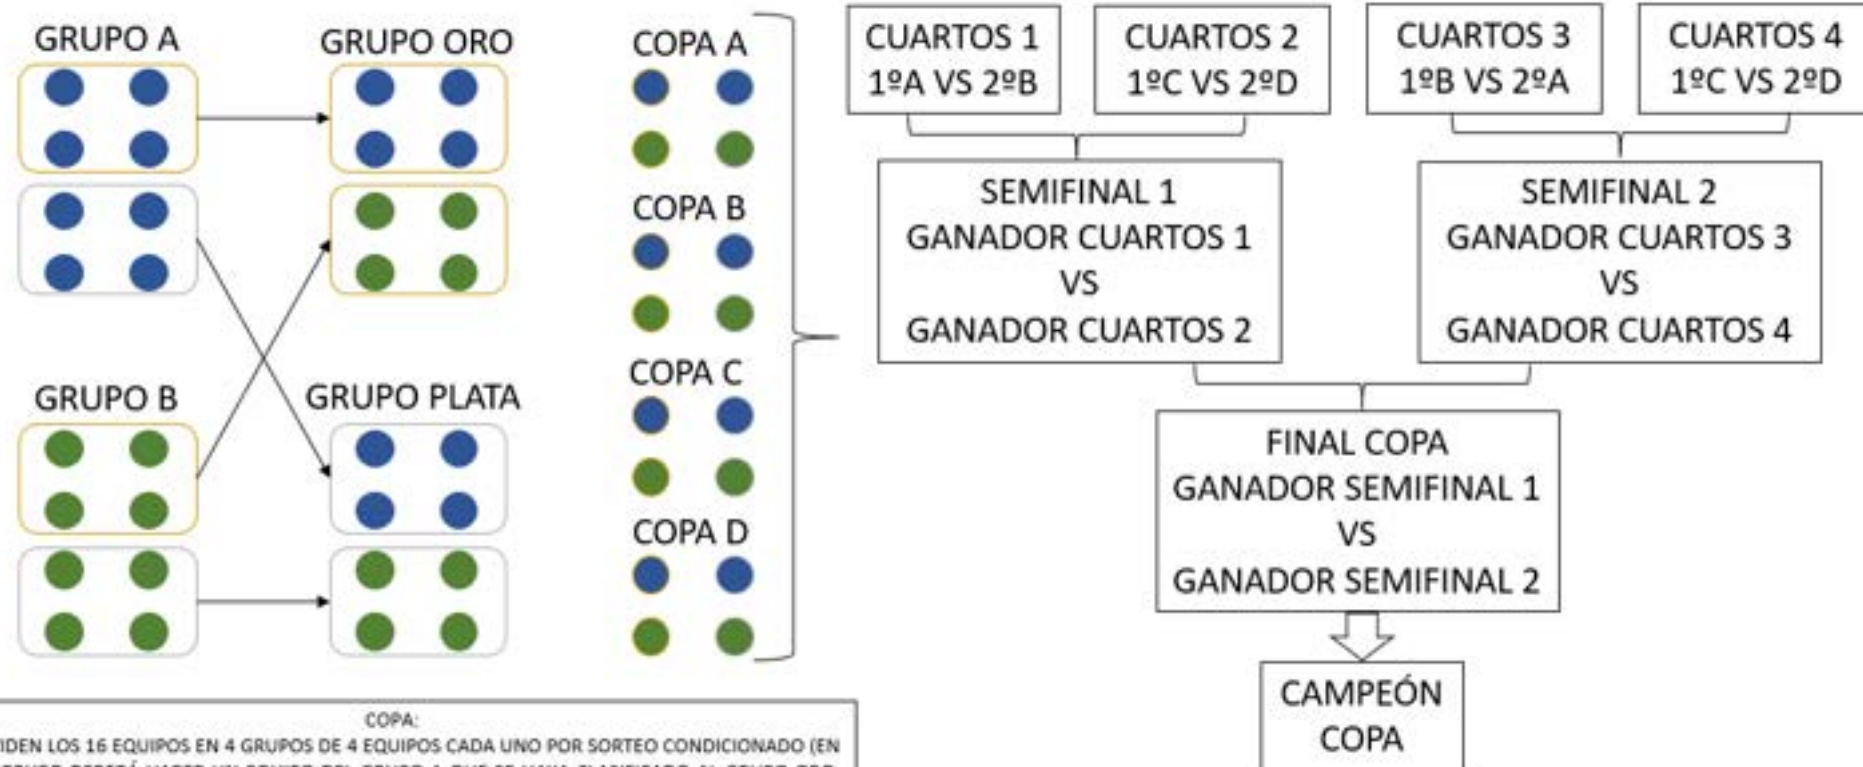 GRUPO A
GRUPO ORO
GRUPO B
GRUPO PLATA
COPA A
COPA B
COPA C
COPA D
CUARTOS 1
1ºA VS 2ºB
CUARTOS 2
1ºC VS 2ºD
CUARTOS 3
1ºB VS 2ºA
CUARTOS 4
1ºC VS 2ºD
SEMIFINAL 1
GANADOR CUARTOS 1
VS
GANADOR CUARTOS 2
SEMIFINAL 2
GANADOR CUARTOS 3
VS
GANADOR CUARTOS 4
FINAL COPA
GANADOR SEMIFINAL 1
VS
GANADOR SEMIFINAL 2
CAMPEÓN
COPA
COPA:
IDEN LOS 16 EQUIPOS EN 4 GRUPOS DE 4 EQUIPOS CADA UNO POR SORTEO CONDICIONADO (EN